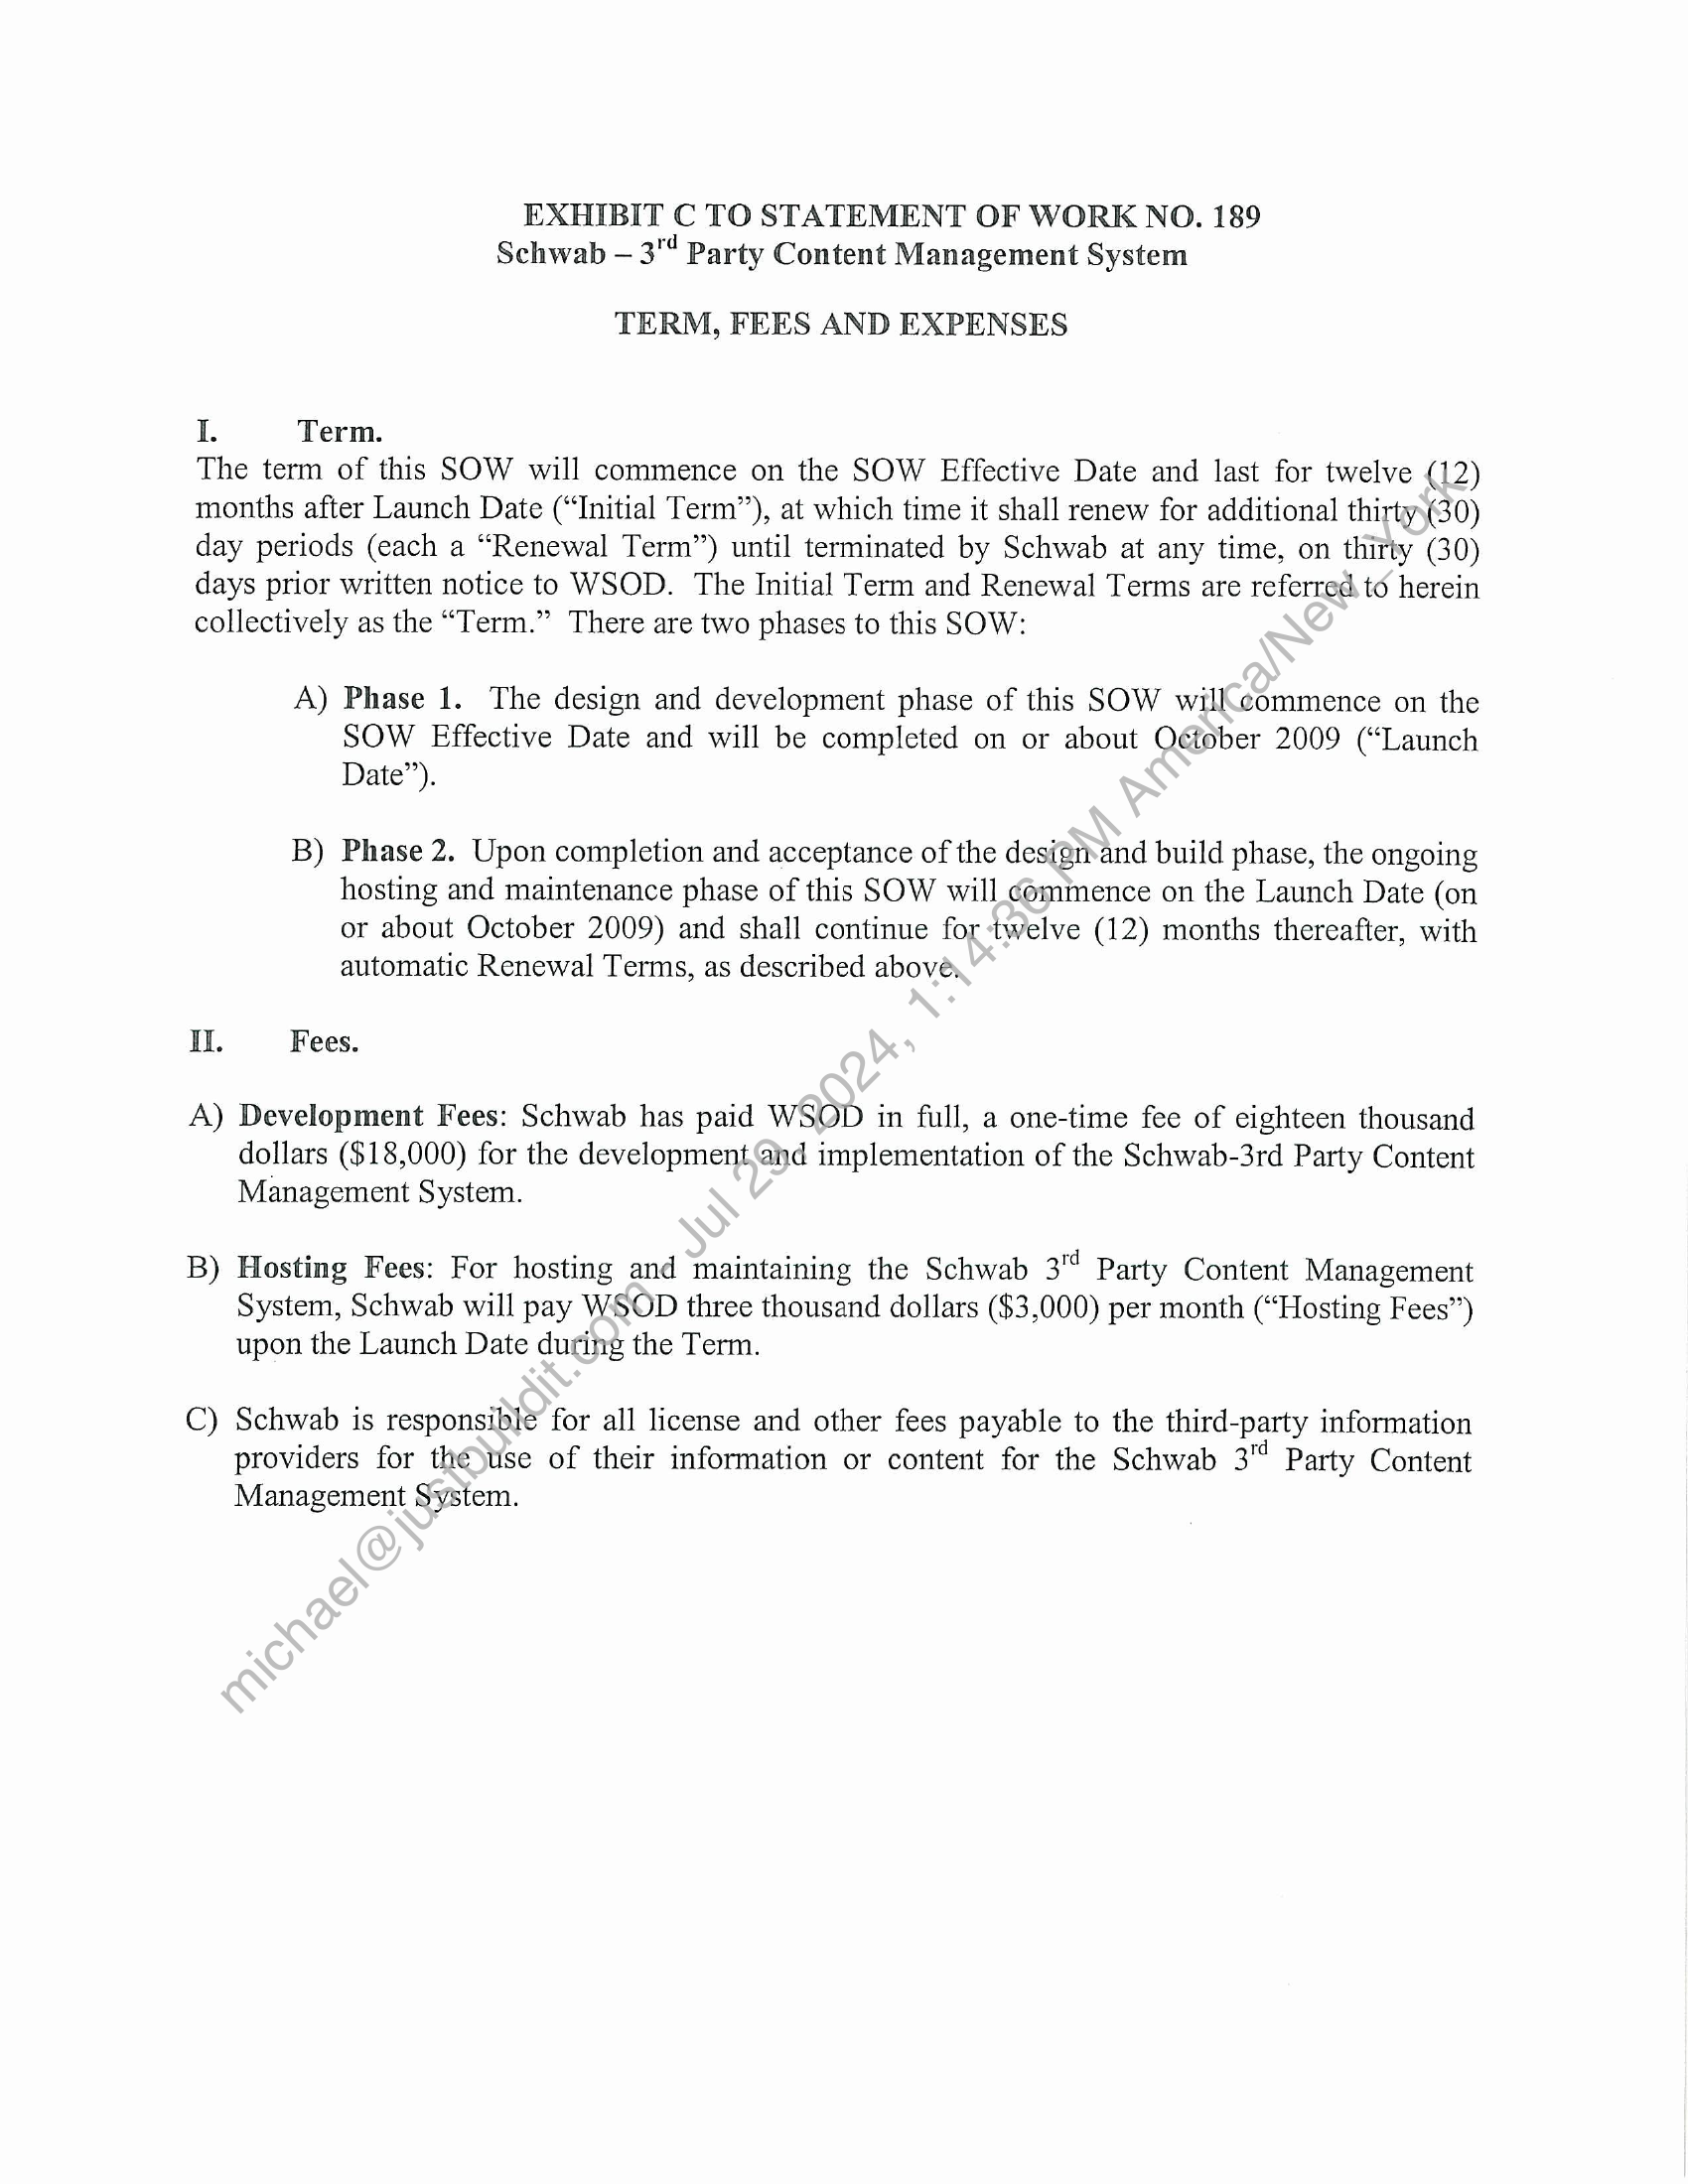 EXHIBIT C TO STATEMENT OF WORK NO. 189
Schwab – 3rd Party Content Management System
TERM, FEES AND EXPENSES
I. Term.
The term of this SOW will commence on the SOW Effective Date and last for twelve (12)
months after Launch Date (“Initial Term”), at which time it shall renew for additional thirty (30)
day periods (each a “Renewal Term”) until terminated by Schwab at any time, on thirty (30)
days prior written notice to WSOD. The Initial Term and Renewal Terms are referred to herein
collectively as the “Term.” There are two phases to this SOW:
A) Phase 1. The design and development phase of this SOW will commence on the
SOW Effective Date and will be completed on or about October 2009 (“Launch
Date”).
B) Phase 2. Upon completion and acceptance of the design and build phase, the ongoing
hosting and maintenance phase of this SOW will commence on the Launch Date (on
or about October 2009) and shall continue for twelve (12) months thereafter, with
automatic Renewal Terms, as described above.
II. Fees.
A) Development Fees: Schwab has paid WSOD in full, a one-time fee of eighteen thousand
dollars ($18,000) for the development and implementation of the Schwab-3rd Party Content
Management System.
B) Hosting Fees: For hosting and maintaining the Schwab 3rd Party Content Management
System, Schwab will pay WSOD three thousand dollars ($3,000) per month (“Hosting Fees”)
upon the Launch Date during the Term.
C) Schwab is responsible for all license and other fees payable to the third-party information
providers for the use of their information or content for the Schwab 3rd Party Content
Management System.
michael@justbuildit.com - Jul 29, 2024, 1:14:36 PM America/New_York